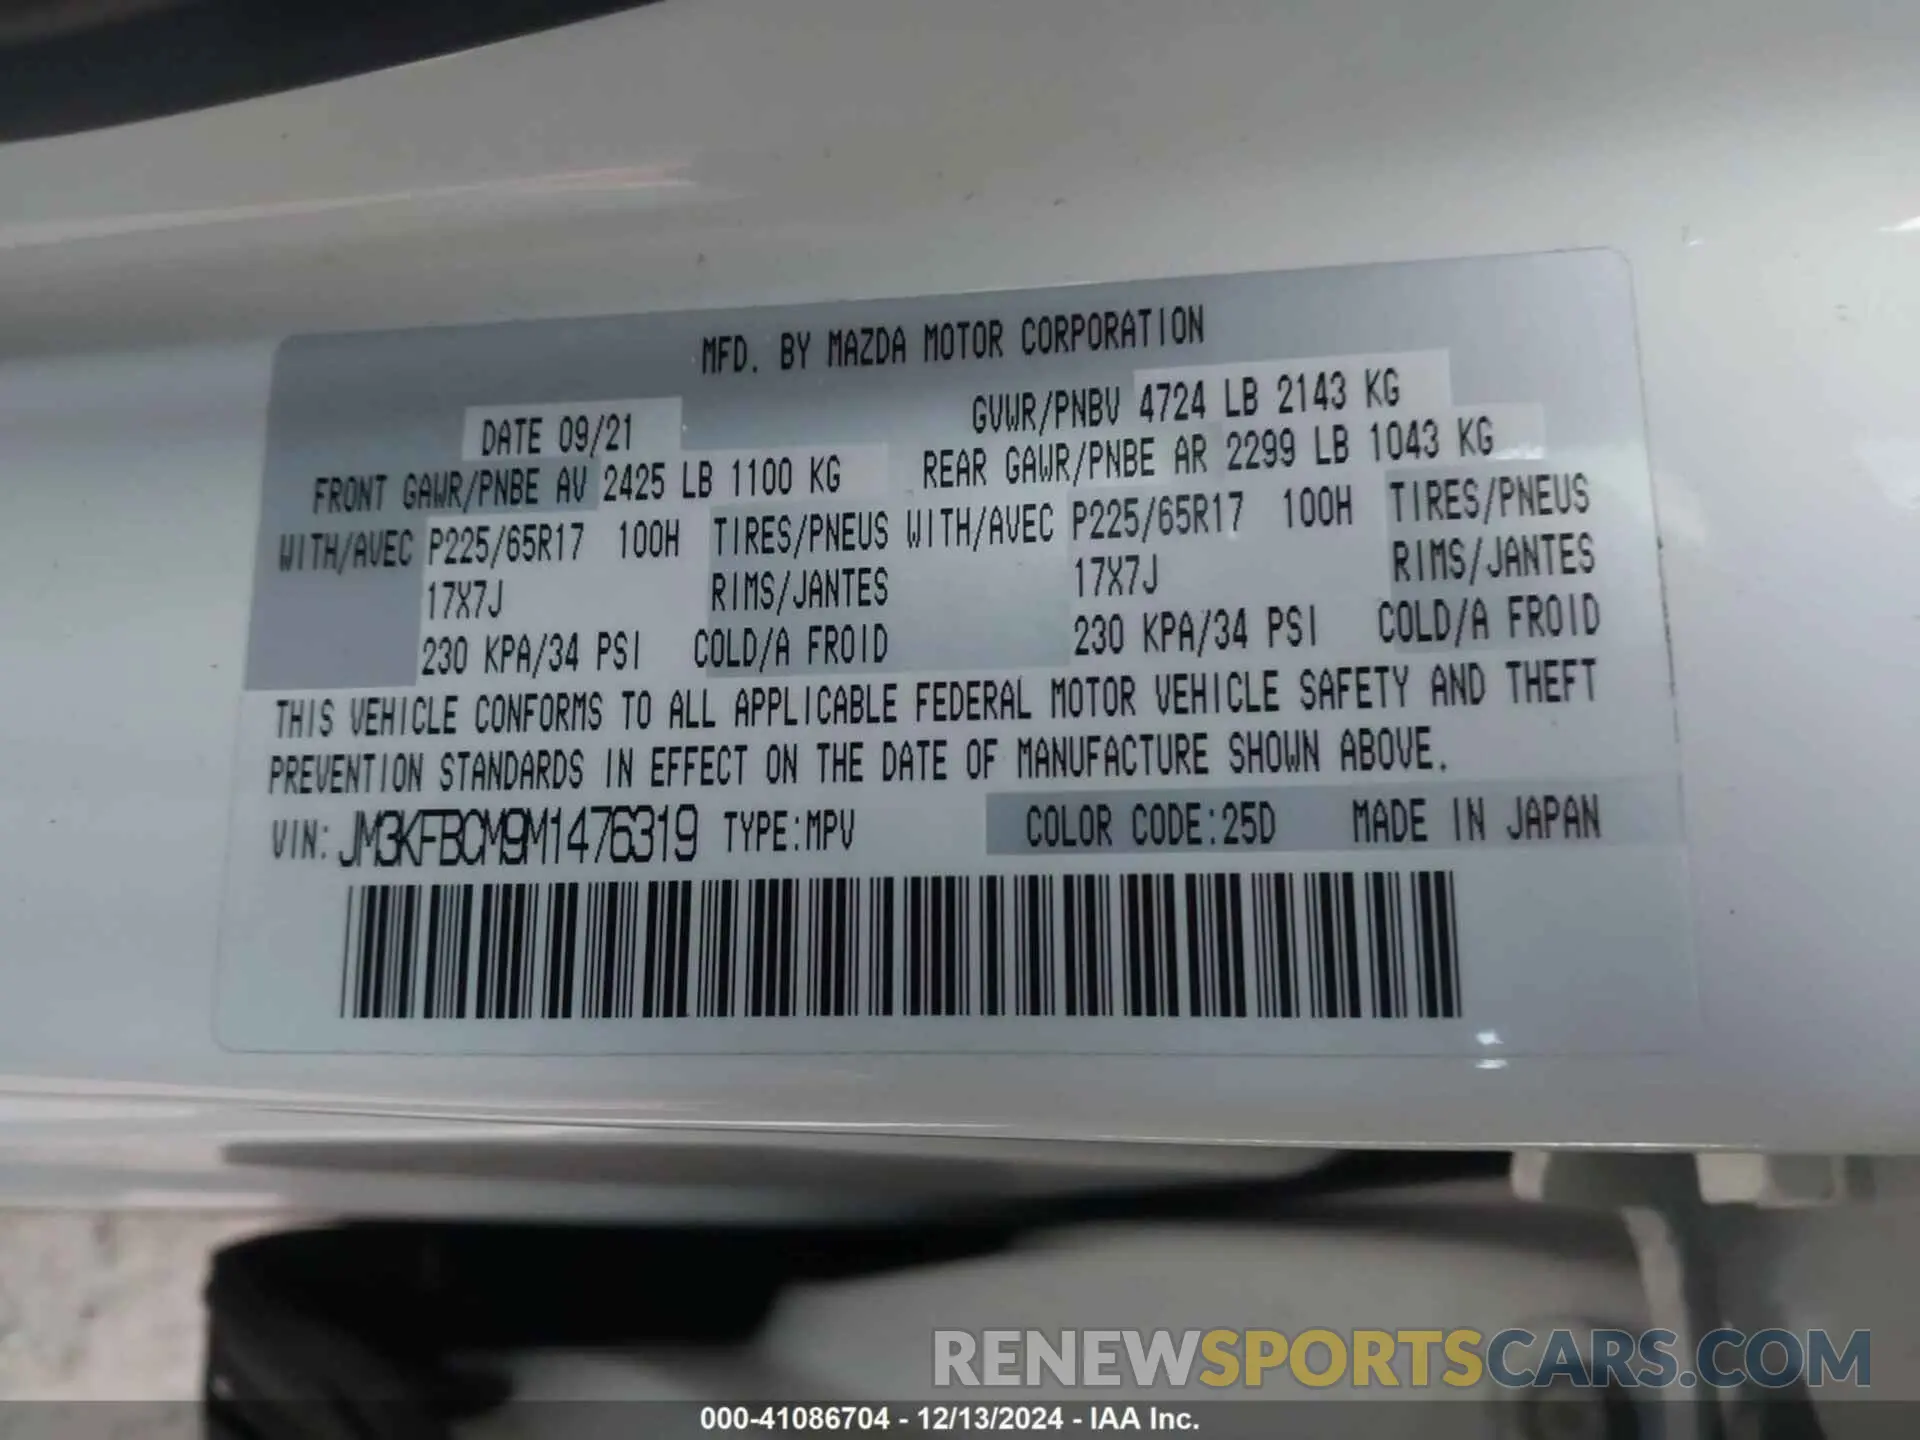 MFD. BY MAZDA MOTOR CORPORATION
DATE 09/21 GVWR/PNBV 4724 LB 2143 KG
FRONT GAWR/PNBE AV 2425 LB 1100 KG REAR GAWR/PNBE AR 2299 LB 1043 KG
WITH/AVEC P225/65R17 100H TIRES/PNEUS WITH/AVEC P225/65R17 100H TIRES/PNEUS
17X7J RIMS/JANTES 17X7J RIMS/JANTES
230 KPA/34 PSI COLD/A FROID 230 KPA/34 PSI COLD/A FROID
THIS VEHICLE CONFORMS TO ALL APPLICABLE FEDERAL MOTOR VEHICLE SAFETY AND THEFT
PREVENTION STANDARDS IN EFFECT ON THE DATE OF MANUFACTURE SHOWN ABOVE.
VIN: JM3KFBCM9M1476319 TYPE:MPV COLOR CODE:25D MADE IN JAPAN
RENEWSPORTSCARS.COM
000-41086704 - 12/13/2024 - IAA Inc.